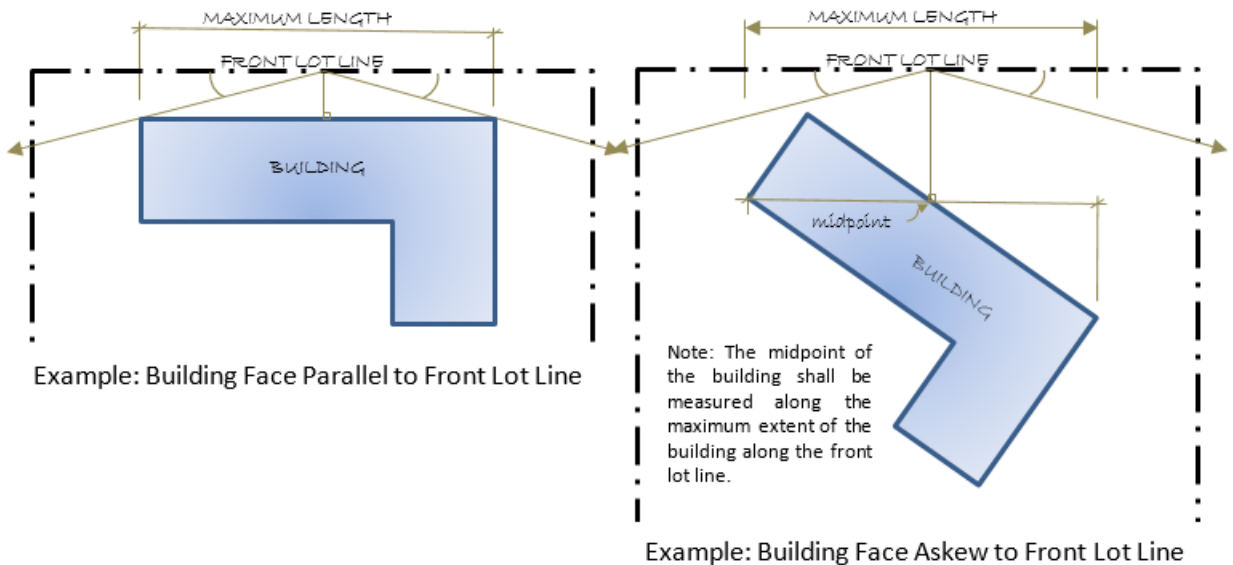 MAXIMUM LENGTH
FRONT LOT LINE
BUILDING
Example: Building Face Parallel to Front Lot Line
MAXIMUM LENGTH
FRONT LOT LINE
midpoint
BUILDING
Note: The midpoint of
the building shall be
measured along the
maximum extent of the
building along the front
lot line.
Example: Building Face Askew to Front Lot Line